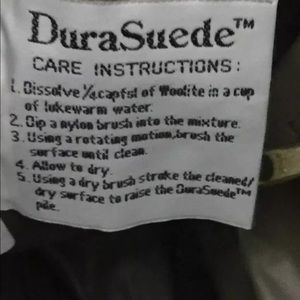 DuraSuede™
CARE INSTRUCTIONS:
1. Dissolve ¼ capful of Woolite in a cup
of lukewarm water.
2. Dip a nylon brush into the mixture.
3. Using a rotating motion, brush the
surface until clean.
4. Allow to dry.
5. Using a dry brush stroke the cleaned/
dry surface to raise the DuraSuede™
pile.